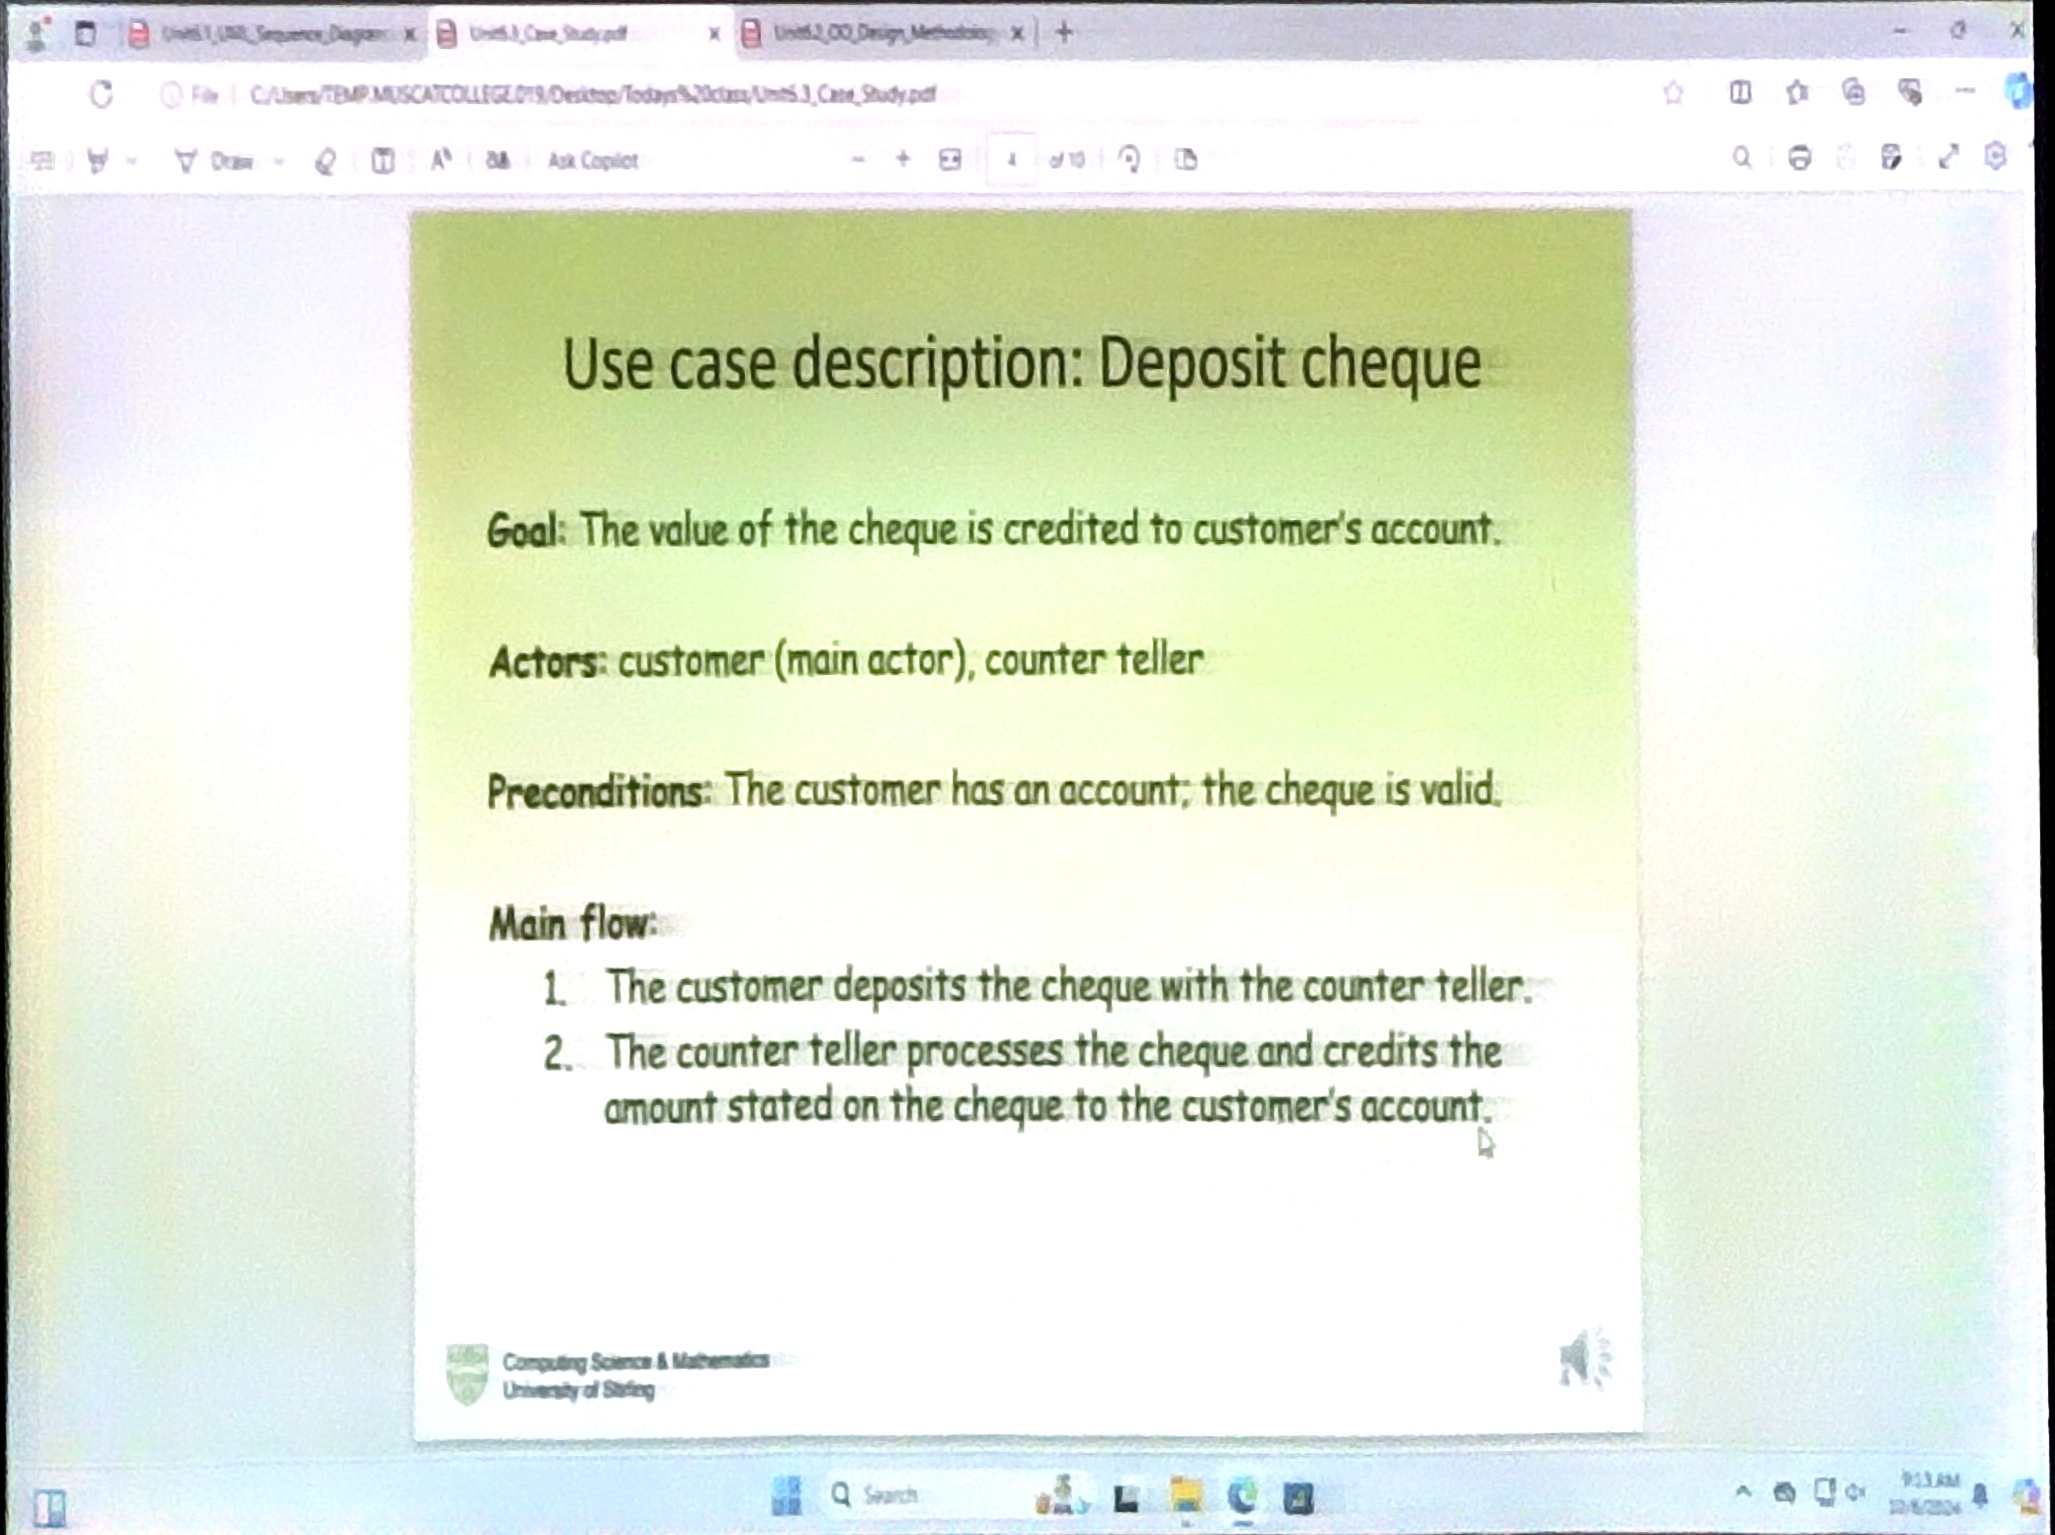 Unit5.1_UML_Sequence_Diagram
Unit5.3_Case_Study.pdf
Unit5.2_OO_Design_Methodolog
File
C:/Users/TEMP.MUSCATCOLLEGE.019/Desktop/Todays%20class/Unit5.3_Case_Study.pdf
Draw
Ask Copilot
4 of 10
Use case description: Deposit cheque
Goal: The value of the cheque is credited to customer's account.
Actors: customer (main actor), counter teller
Preconditions: The customer has an account; the cheque is valid.
Main flow:
1. The customer deposits the cheque with the counter teller.
2. The counter teller processes the cheque and credits the
amount stated on the cheque to the customer's account.
Computing Science & Mathematics
University of Stirling
Search
9:13 AM